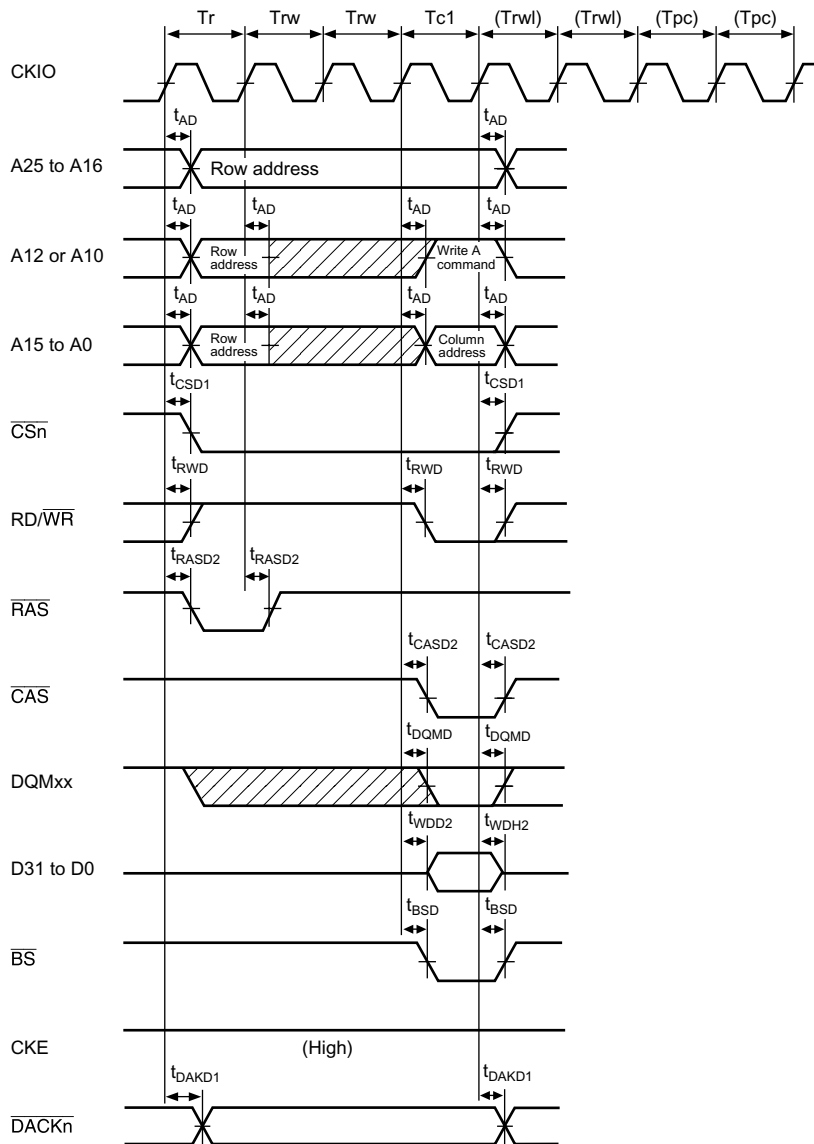 Tr Trw Trw Tc1 (Trwl) (Trwl) (Tpc) (Tpc)
CKIO
tAD tAD
A25 to A16 Row address
tAD tAD tAD tAD
A12 or A10 Row address Write A command
tAD tAD tAD tAD
A15 to A0 Row address Column address
tCSD1 tCSD1
CSn
tRWD tRWD tRWD
RD/WR
tRASD2 tRASD2
RAS
tCASD2 tCASD2
CAS
tDQMD tDQMD
DQMxx
tWDD2 tWDH2
D31 to D0
tBSD tBSD
BS
CKE (High)
tDAKD1 tDAKD1
DACKn